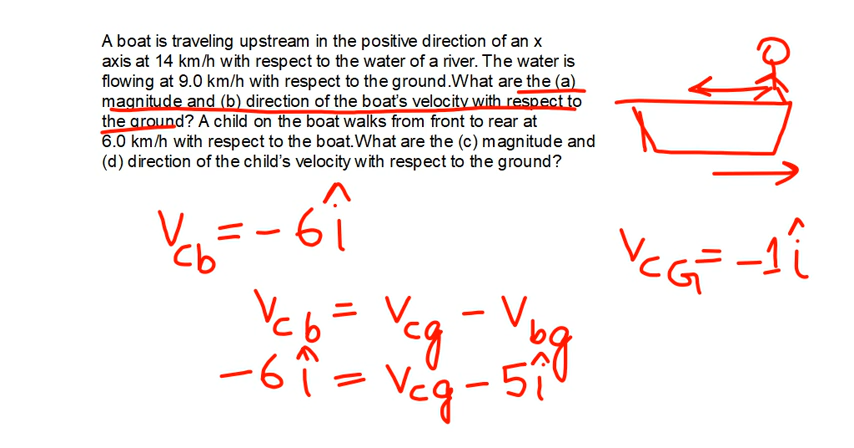 A boat is traveling upstream in the positive direction of an x
axis at 14 km/h with respect to the water of a river. The water is
flowing at 9.0 km/h with respect to the ground.What are the (a)
magnitude and (b) direction of the boat's velocity with respect to
the ground? A child on the boat walks from front to rear at
6.0 km/h with respect to the boat.What are the (c) magnitude and
(d) direction of the child's velocity with respect to the ground?
V_cb = -6î
V_cG = -1î
V_cb = V_cg - V_bg
-6î = V_cg - 5î